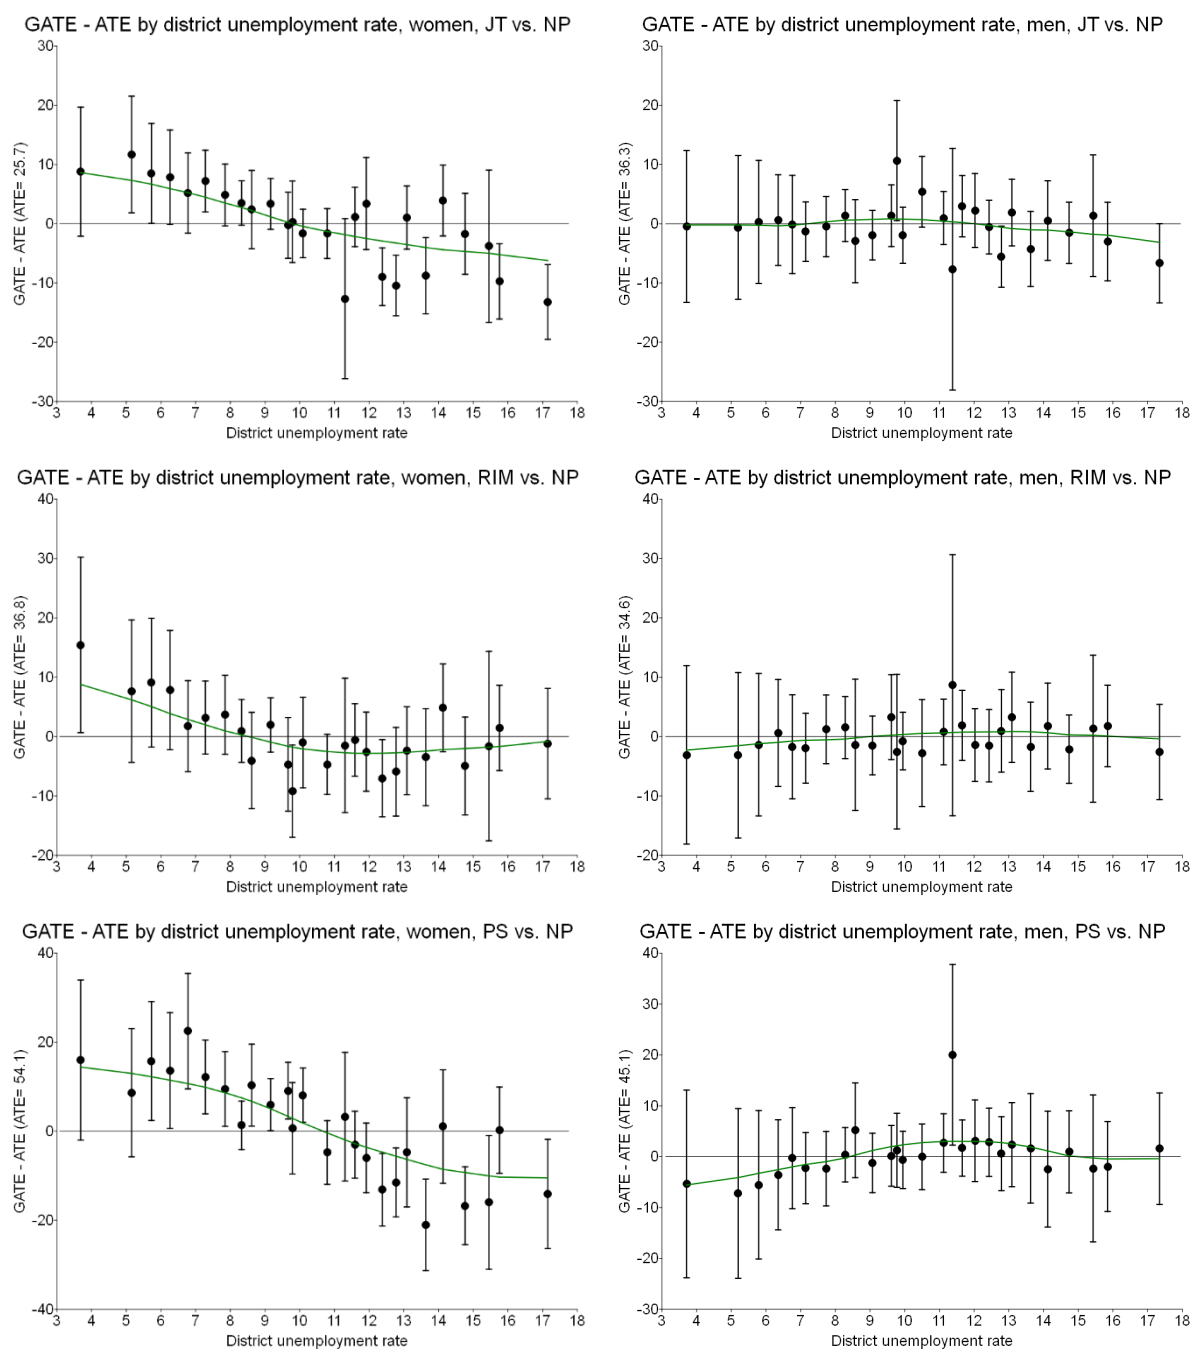 GATE - ATE by district unemployment rate, women, JT vs. NP
30
20
10
0
-10
-20
-30
GATE - ATE (ATE= 25.7)
3 4 5 6 7 8 9 10 11 12 13 14 15 16 17 18
District unemployment rate
GATE - ATE by district unemployment rate, men, JT vs. NP
30
20
10
0
-10
-20
-30
GATE - ATE (ATE= 36.3)
3 4 5 6 7 8 9 10 11 12 13 14 15 16 17 18
District unemployment rate
GATE - ATE by district unemployment rate, women, RIM vs. NP
40
30
20
10
0
-10
-20
GATE - ATE (ATE= 36.8)
3 4 5 6 7 8 9 10 11 12 13 14 15 16 17 18
District unemployment rate
GATE - ATE by district unemployment rate, men, RIM vs. NP
40
30
20
10
0
-10
-20
GATE - ATE (ATE= 34.6)
3 4 5 6 7 8 9 10 11 12 13 14 15 16 17 18
District unemployment rate
GATE - ATE by district unemployment rate, women, PS vs. NP
40
20
0
-20
-40
GATE - ATE (ATE= 54.1)
3 4 5 6 7 8 9 10 11 12 13 14 15 16 17 18
District unemployment rate
GATE - ATE by district unemployment rate, men, PS vs. NP
40
30
20
10
0
-10
-20
-30
GATE - ATE (ATE= 45.1)
3 4 5 6 7 8 9 10 11 12 13 14 15 16 17 18
District unemployment rate